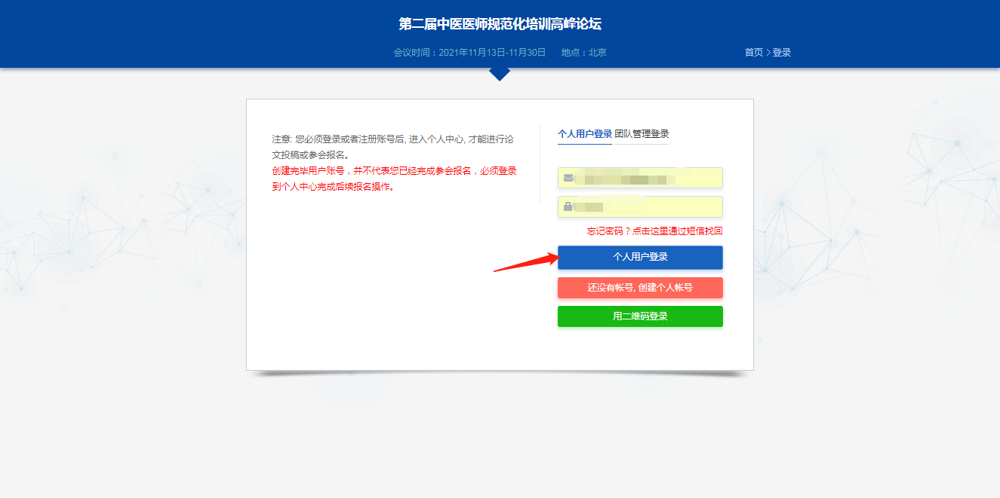 第二届中医医师规范化培训高峰论坛
会议时间：2021年11月13日-11月30日 地点：北京
首页 > 登录
注意: 您必须登录或者注册账号后, 进入个人中心, 才能进行论
文投稿或参会报名。
创建完毕用户账号，并不代表您已经完成参会报名，必须登录
到个人中心完成后续报名操作。
个人用户登录 团队管理登录
忘记密码？点击这里通过短信找回
个人用户登录
还没有帐号, 创建个人帐号
用二维码登录